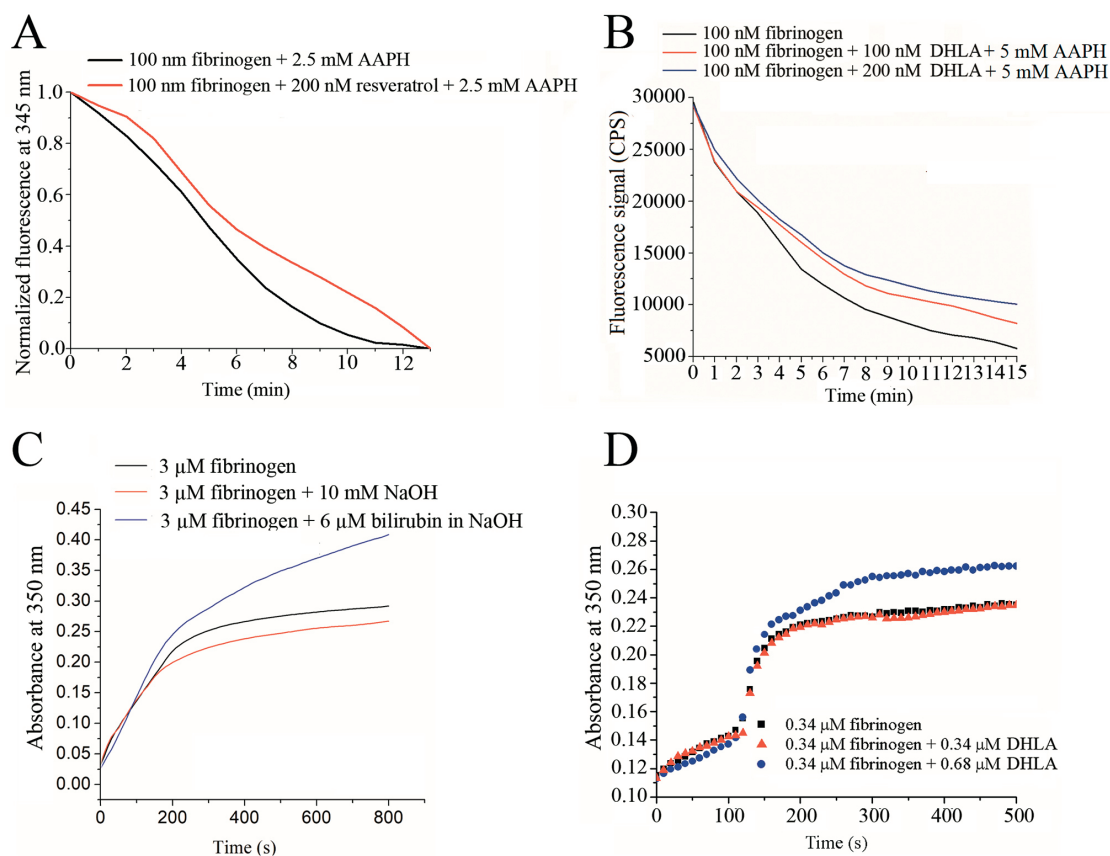 A
100 nm fibrinogen + 2.5 mM AAPH
100 nm fibrinogen + 200 nM resveratrol + 2.5 mM AAPH
Normalized fluorescence at 345 nm
1.0
0.8
0.6
0.4
0.2
0.0
0 2 4 6 8 10 12
Time (min)
B
100 nM fibrinogen
100 nM fibrinogen + 100 nM DHLA + 5 mM AAPH
100 nM fibrinogen + 200 nM DHLA + 5 mM AAPH
Fluorescence signal (CPS)
30000
25000
20000
15000
10000
5000
0 1 2 3 4 5 6 7 8 9 10 11 12 13 14 15
Time (min)
C
3 µM fibrinogen
3 µM fibrinogen + 10 mM NaOH
3 µM fibrinogen + 6 µM bilirubin in NaOH
Absorbance at 350 nm
0.45
0.40
0.35
0.30
0.25
0.20
0.15
0.10
0.05
0.00
0 200 400 600 800
Time (s)
D
Absorbance at 350 nm
0.30
0.28
0.26
0.24
0.22
0.20
0.18
0.16
0.14
0.12
0.10
0.34 µM fibrinogen
0.34 µM fibrinogen + 0.34 µM DHLA
0.34 µM fibrinogen + 0.68 µM DHLA
0 100 200 300 400 500
Time (s)